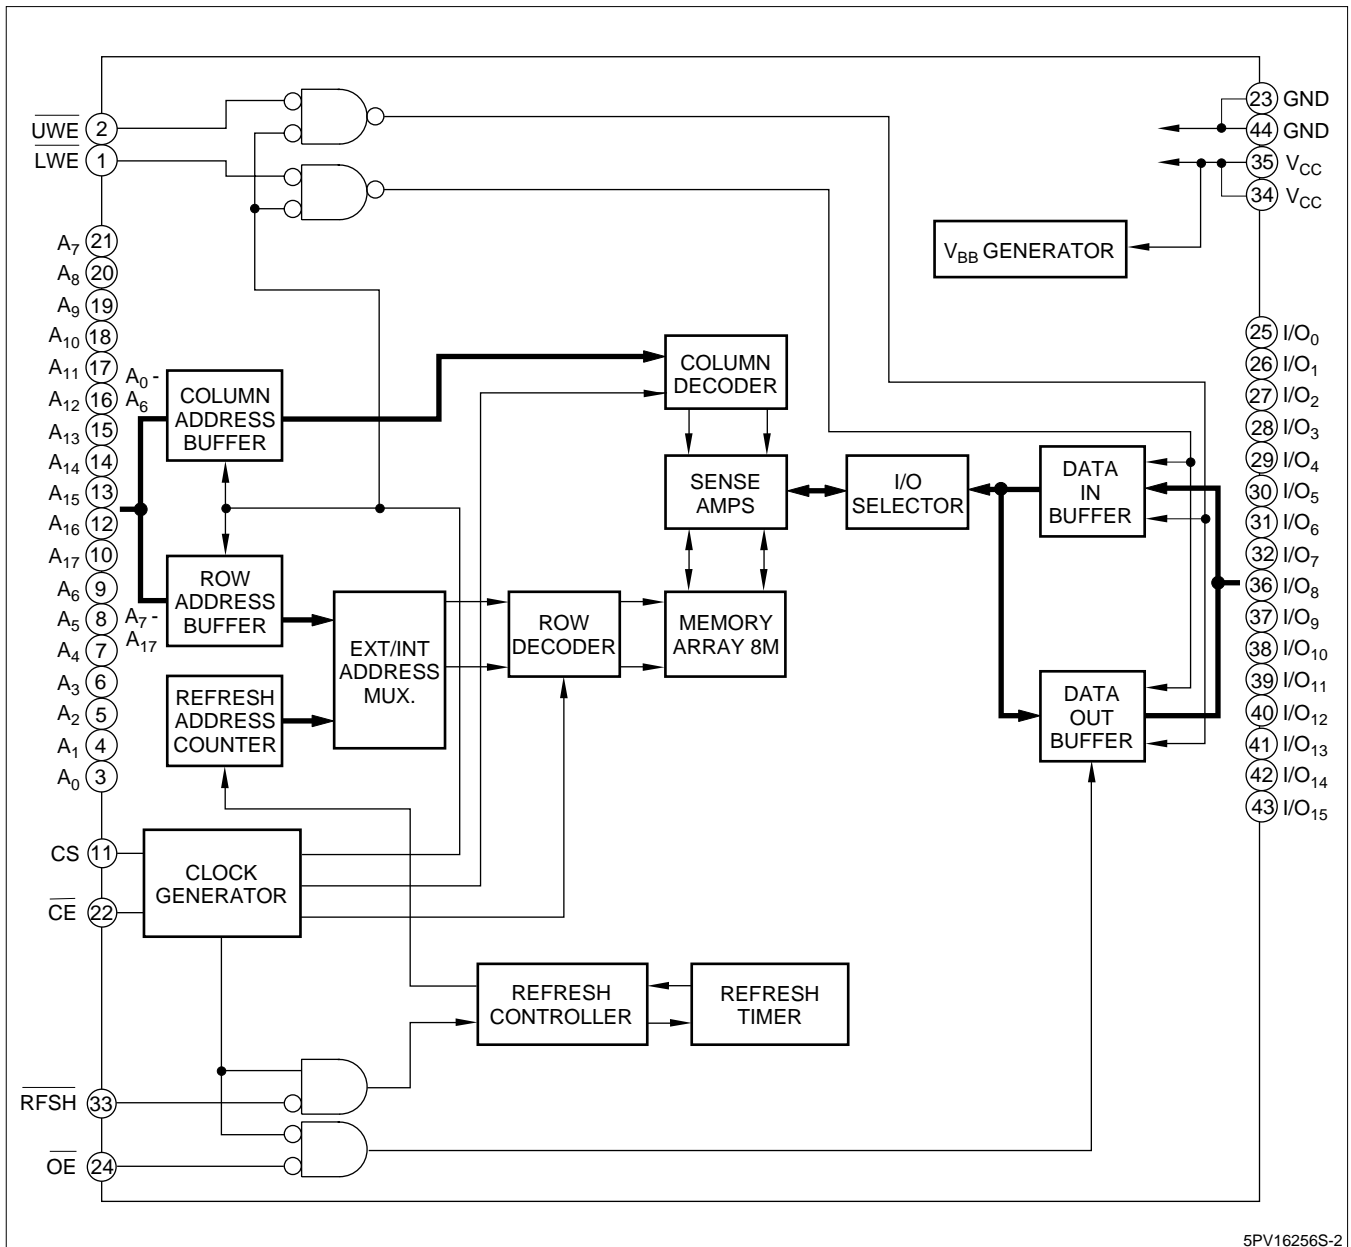 UWE 2
LWE 1
A7 21
A8 20
A9 19
A10 18
A11 17
A12 16
A13 15
A14 14
A15 13
A16 12
A17 10
A6 9
A5 8
A4 7
A3 6
A2 5
A1 4
A0 3
CS 11
CE 22
RFSH 33
OE 24
A0 -
A6
COLUMN
ADDRESS
BUFFER
A7 -
A17
ROW
ADDRESS
BUFFER
REFRESH
ADDRESS
COUNTER
EXT/INT
ADDRESS
MUX.
CLOCK
GENERATOR
ROW
DECODER
COLUMN
DECODER
SENSE
AMPS
MEMORY
ARRAY 8M
I/O
SELECTOR
REFRESH
CONTROLLER
REFRESH
TIMER
VBB GENERATOR
DATA
IN
BUFFER
DATA
OUT
BUFFER
23 GND
44 GND
35 VCC
34 VCC
25 I/O0
26 I/O1
27 I/O2
28 I/O3
29 I/O4
30 I/O5
31 I/O6
32 I/O7
36 I/O8
37 I/O9
38 I/O10
39 I/O11
40 I/O12
41 I/O13
42 I/O14
43 I/O15
5PV16256S-2